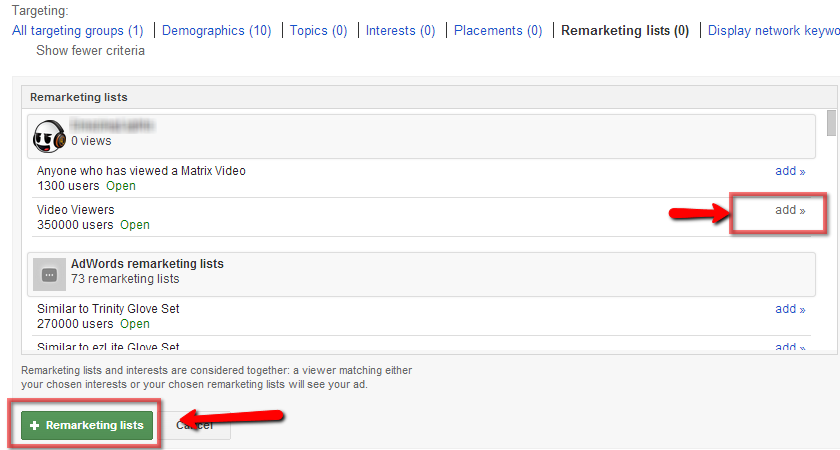 Targeting:
All targeting groups (1) | Demographics (10) | Topics (0) | Interests (0) | Placements (0) | Remarketing lists (0) | Display network keywo
Show fewer criteria
Remarketing lists
0 views
Anyone who has viewed a Matrix Video add »
1300 users Open
Video Viewers add »
350000 users Open
AdWords remarketing lists
73 remarketing lists
Similar to Trinity Glove Set add »
270000 users Open
Similar to ezLite Glove Set add »
Remarketing lists and interests are considered together: a viewer matching either
your chosen interests or your chosen remarketing lists will see your ad.
+ Remarketing lists Cancel